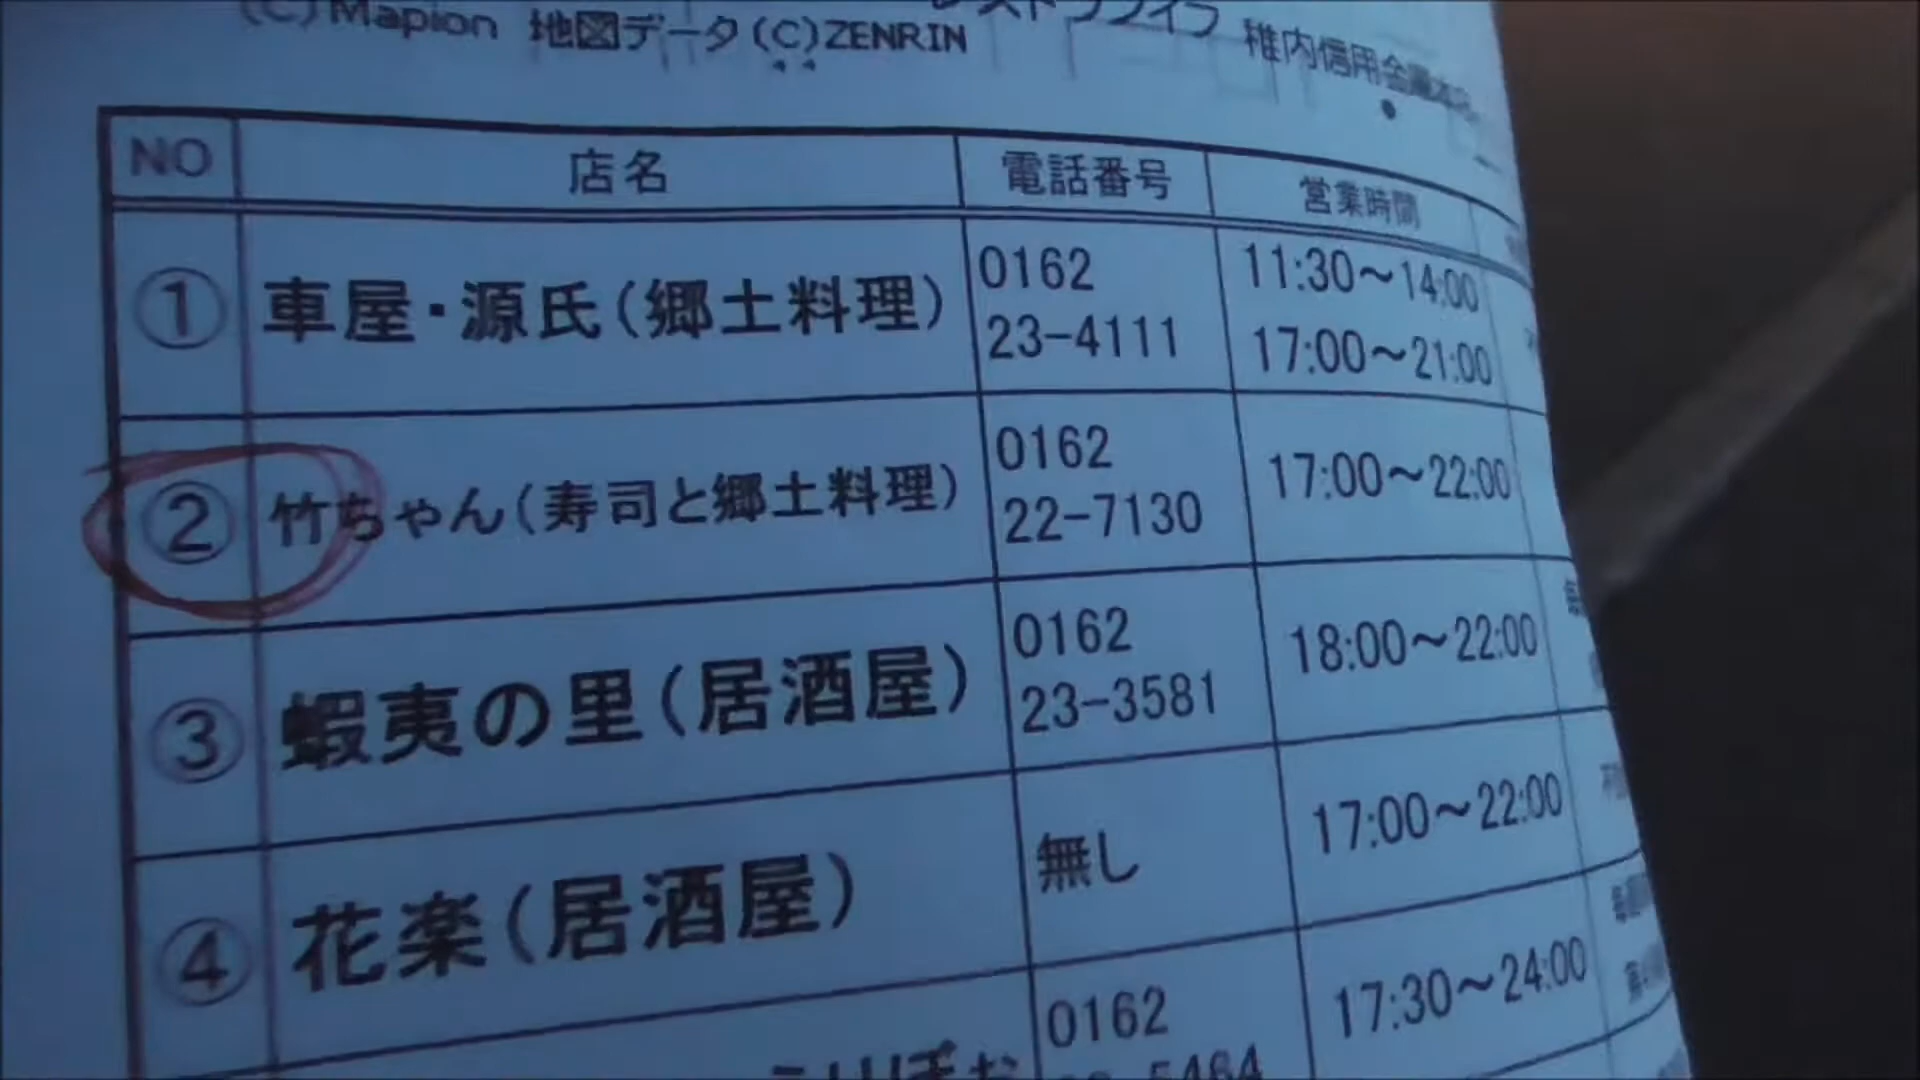 (C)Mapion 地図データ(C)ZENRIN
稚内信用金庫本店
NO 店名 電話番号 営業時間
① 車屋・源氏(郷土料理) 0162 23-4111 11:30〜14:00 17:00〜21:00
② 竹ちゃん(寿司と郷土料理) 0162 22-7130 17:00〜22:00
③ 蝦夷の里(居酒屋) 0162 23-3581 18:00〜22:00
④ 花楽(居酒屋) 無し 17:00〜22:00
0162 17:30〜24:00